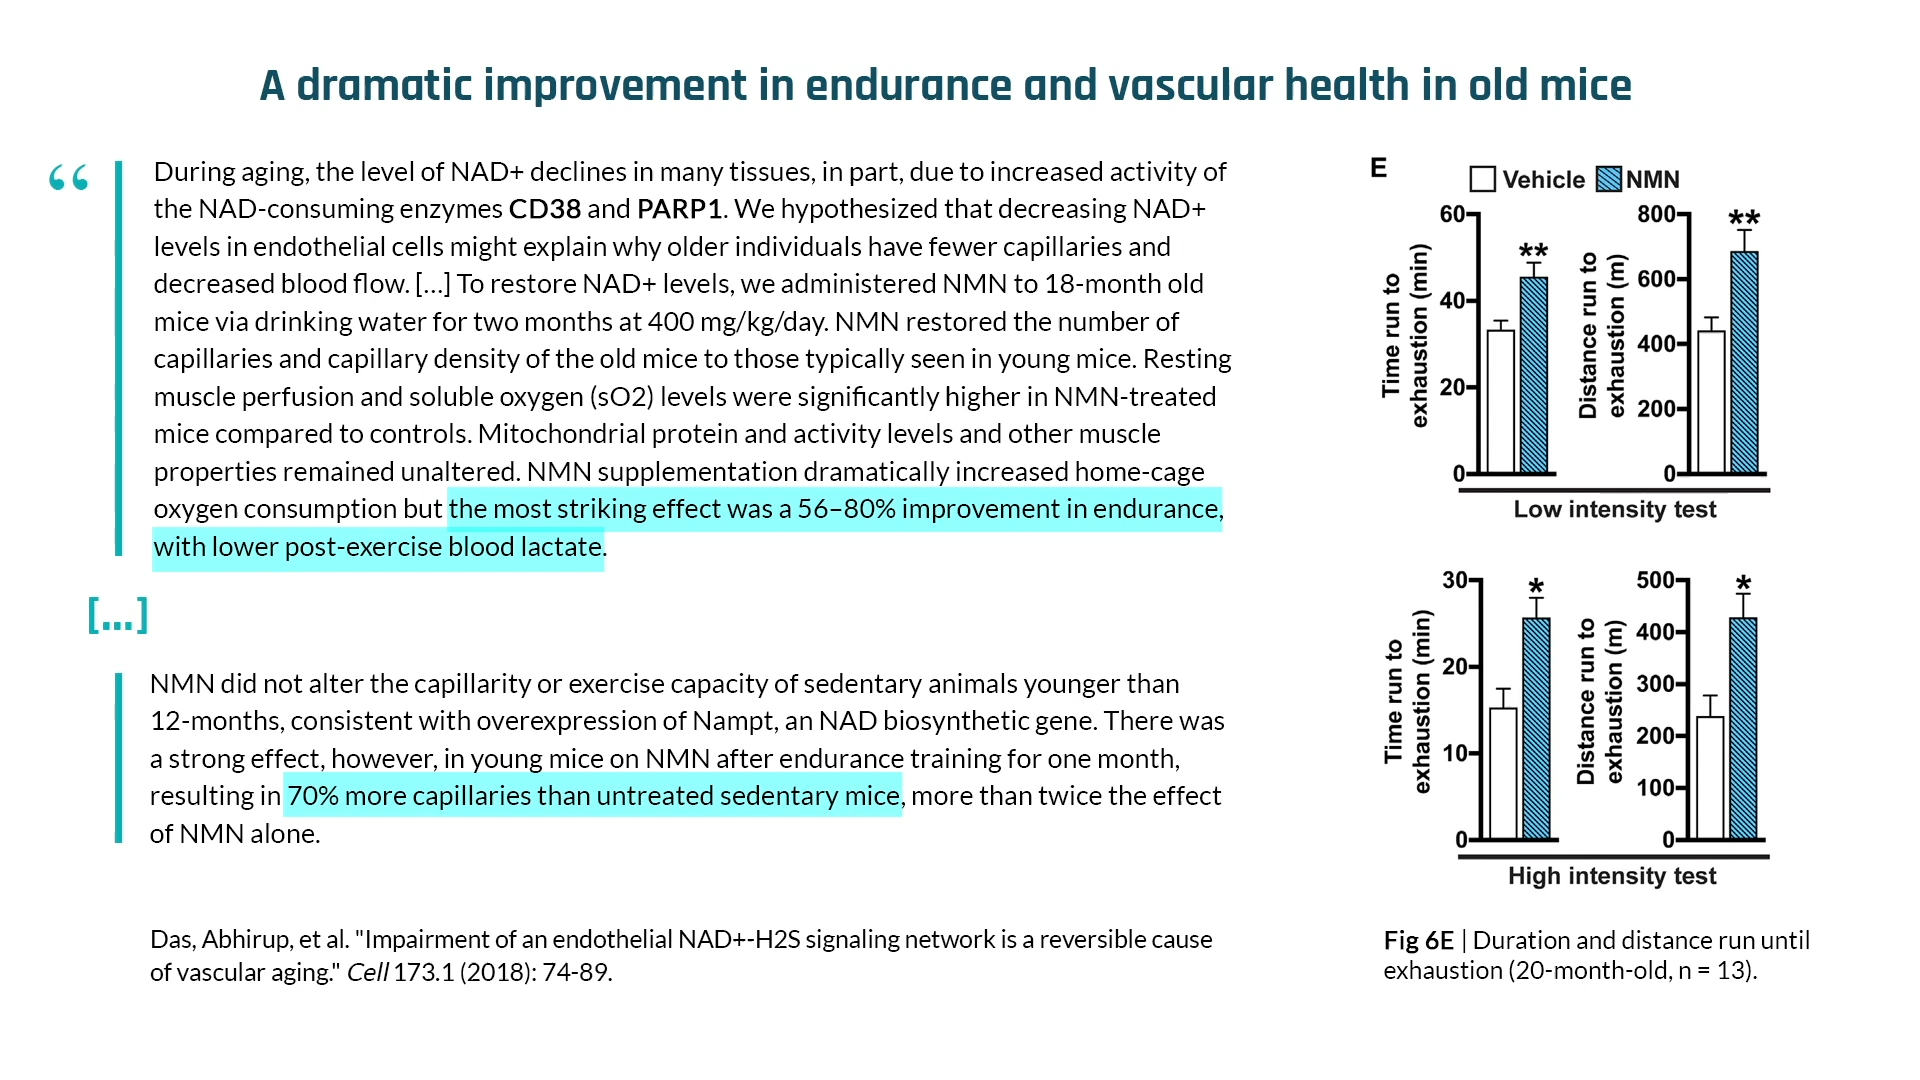 A dramatic improvement in endurance and vascular health in old mice
“
During aging, the level of NAD+ declines in many tissues, in part, due to increased activity of
the NAD-consuming enzymes CD38 and PARP1. We hypothesized that decreasing NAD+
levels in endothelial cells might explain why older individuals have fewer capillaries and
decreased blood flow. [...] To restore NAD+ levels, we administered NMN to 18-month old
mice via drinking water for two months at 400 mg/kg/day. NMN restored the number of
capillaries and capillary density of the old mice to those typically seen in young mice. Resting
muscle perfusion and soluble oxygen (sO2) levels were significantly higher in NMN-treated
mice compared to controls. Mitochondrial protein and activity levels and other muscle
properties remained unaltered. NMN supplementation dramatically increased home-cage
oxygen consumption but the most striking effect was a 56–80% improvement in endurance,
with lower post-exercise blood lactate.
[...]
NMN did not alter the capillarity or exercise capacity of sedentary animals younger than
12-months, consistent with overexpression of Nampt, an NAD biosynthetic gene. There was
a strong effect, however, in young mice on NMN after endurance training for one month,
resulting in 70% more capillaries than untreated sedentary mice, more than twice the effect
of NMN alone.
Das, Abhirup, et al. "Impairment of an endothelial NAD+-H2S signaling network is a reversible cause
of vascular aging." Cell 173.1 (2018): 74-89.
E
Vehicle NMN
Time run to
exhaustion (min)
60
40
20
0
**
Distance run to
exhaustion (m)
800
600
400
200
0
**
Low intensity test
Time run to
exhaustion (min)
30
20
10
0
*
Distance run to
exhaustion (m)
500
400
300
200
100
0
*
High intensity test
Fig 6E | Duration and distance run until
exhaustion (20-month-old, n = 13).